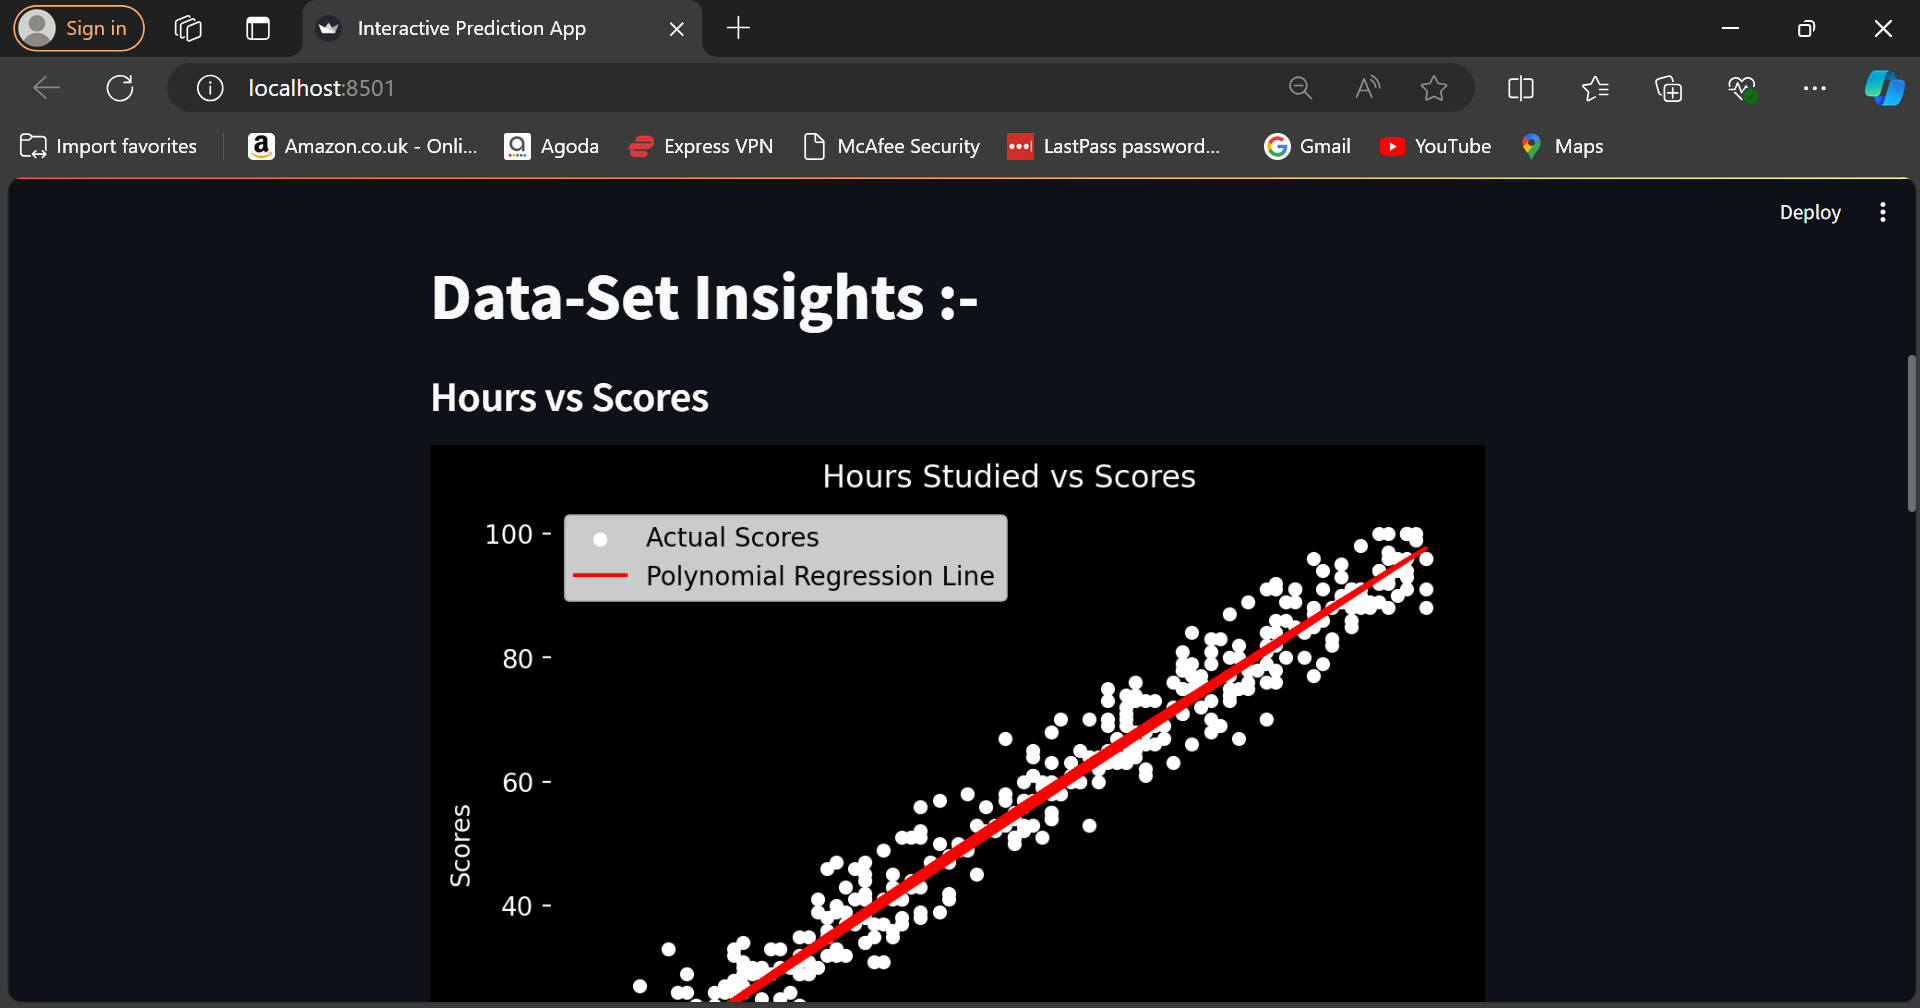 Sign in
Interactive Prediction App
localhost:8501
Import favorites
Amazon.co.uk - Onli...
Agoda
Express VPN
McAfee Security
LastPass password...
Gmail
YouTube
Maps
Deploy
Data-Set Insights :-
Hours vs Scores
Hours Studied vs Scores
Actual Scores
Polynomial Regression Line
100
80
60
40
Scores